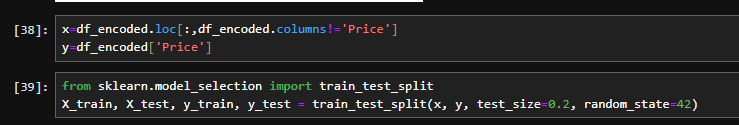 [38]: x=df_encoded.loc[:,df_encoded.columns!='Price']
y=df_encoded['Price']
[39]: from sklearn.model_selection import train_test_split
X_train, X_test, y_train, y_test = train_test_split(x, y, test_size=0.2, random_state=42)